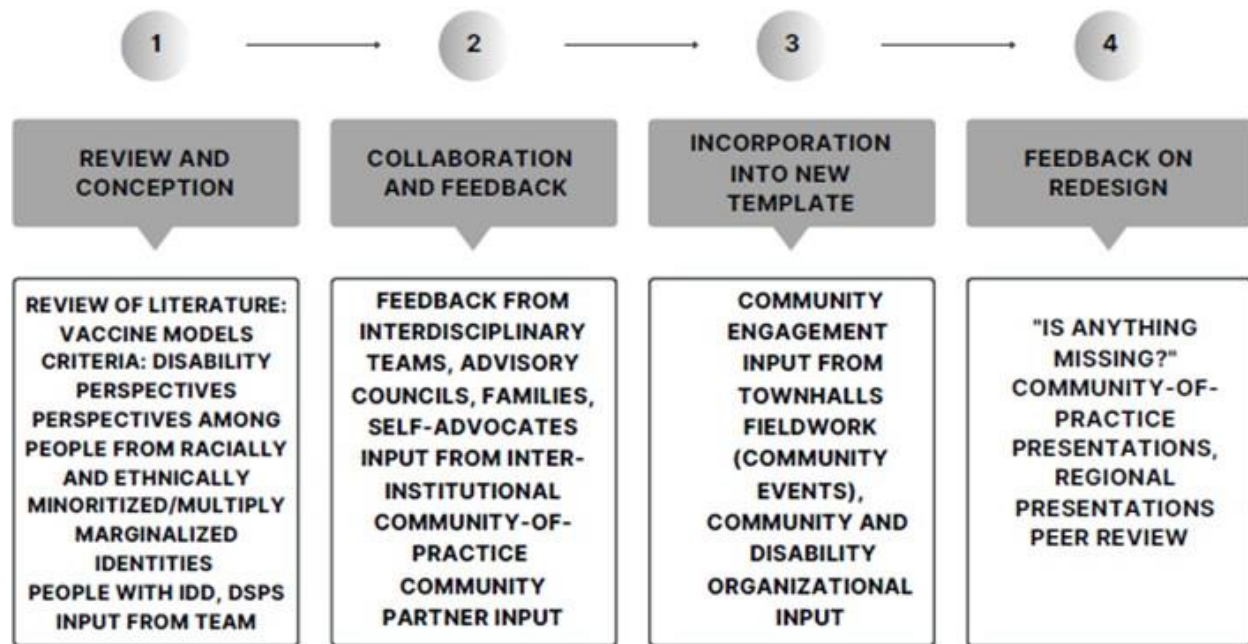 1
2
3
4
REVIEW AND
CONCEPTION
COLLABORATION
AND FEEDBACK
INCORPORATION
INTO NEW
TEMPLATE
FEEDBACK ON
REDESIGN
REVIEW OF LITERATURE:
VACCINE MODELS
CRITERIA: DISABILITY
PERSPECTIVES
PERSPECTIVES AMONG
PEOPLE FROM RACIALLY
AND ETHNICALLY
MINORITIZED/MULTIPLY
MARGINALIZED
IDENTITIES
PEOPLE WITH IDD, DSPS
INPUT FROM TEAM
FEEDBACK FROM
INTERDISCIPLINARY
TEAMS, ADVISORY
COUNCILS, FAMILIES,
SELF-ADVOCATES
INPUT FROM INTER-
INSTITUTIONAL
COMMUNITY-OF-
PRACTICE
COMMUNITY
PARTNER INPUT
COMMUNITY
ENGAGEMENT
INPUT FROM
TOWNHALLS
FIELDWORK
(COMMUNITY
EVENTS),
COMMUNITY AND
DISABILITY
ORGANIZATIONAL
INPUT
"IS ANYTHING
MISSING?"
COMMUNITY-OF-
PRACTICE
PRESENTATIONS,
REGIONAL
PRESENTATIONS
PEER REVIEW